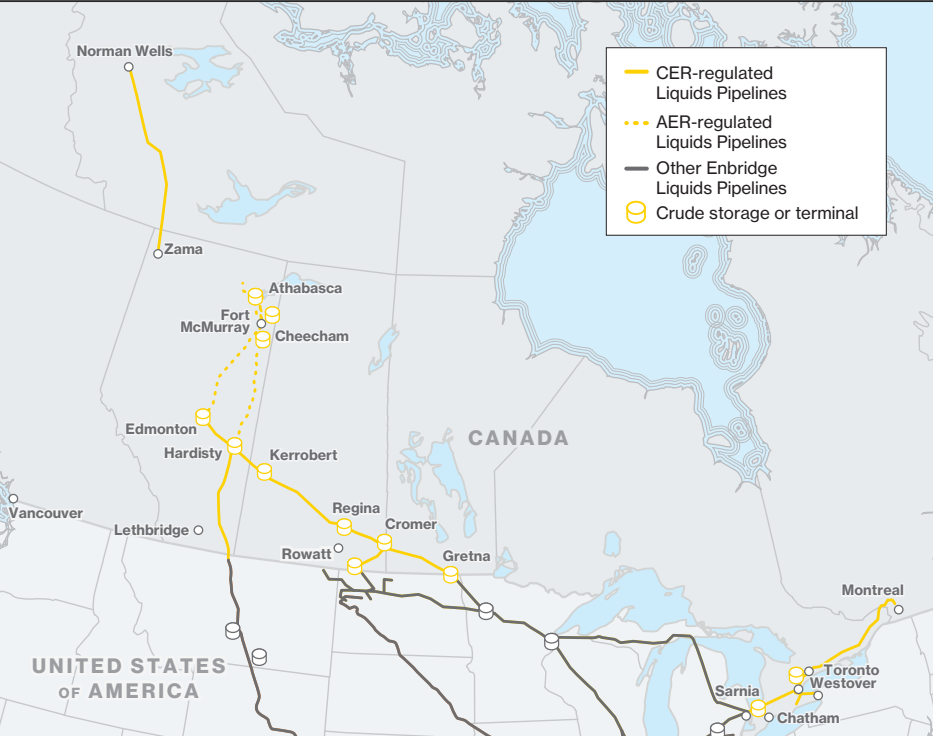 Norman Wells
CER-regulated
Liquids Pipelines
AER-regulated
Liquids Pipelines
Other Enbridge
Liquids Pipelines
Crude storage or terminal
Zama
Athabasca
Fort
McMurray
Cheecham
Edmonton
CANADA
Hardisty
Kerrobert
Vancouver
Regina
Lethbridge
Cromer
Rowatt
Gretna
Montreal
UNITED STATES
OF AMERICA
Toronto
Westover
Sarnia
Chatham